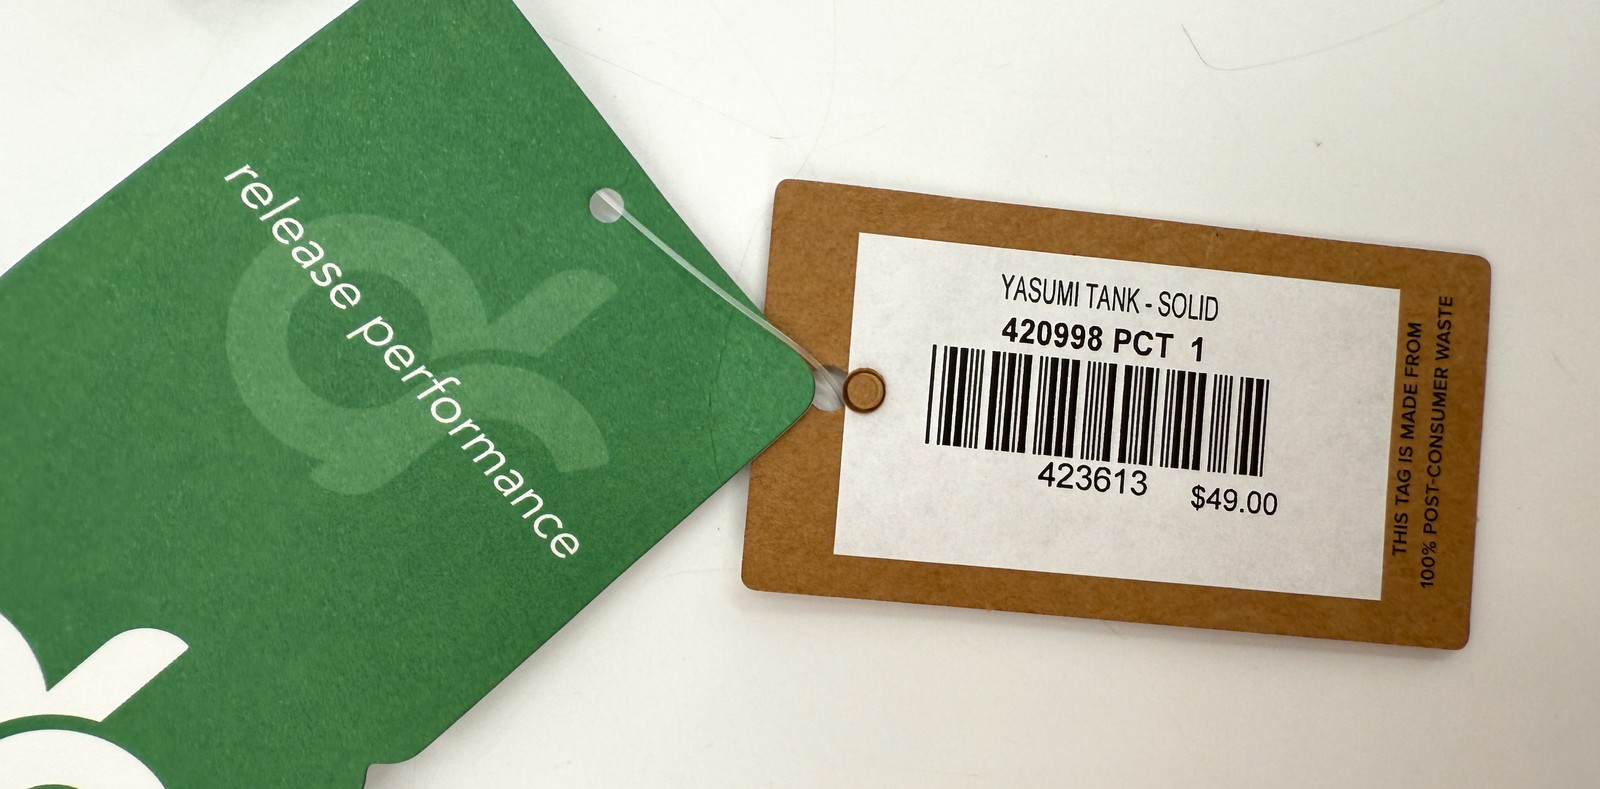 release performance
YASUMI TANK - SOLID
420998 PCT 1
423613 $49.00
THIS TAG IS MADE FROM
100% POST-CONSUMER WASTE